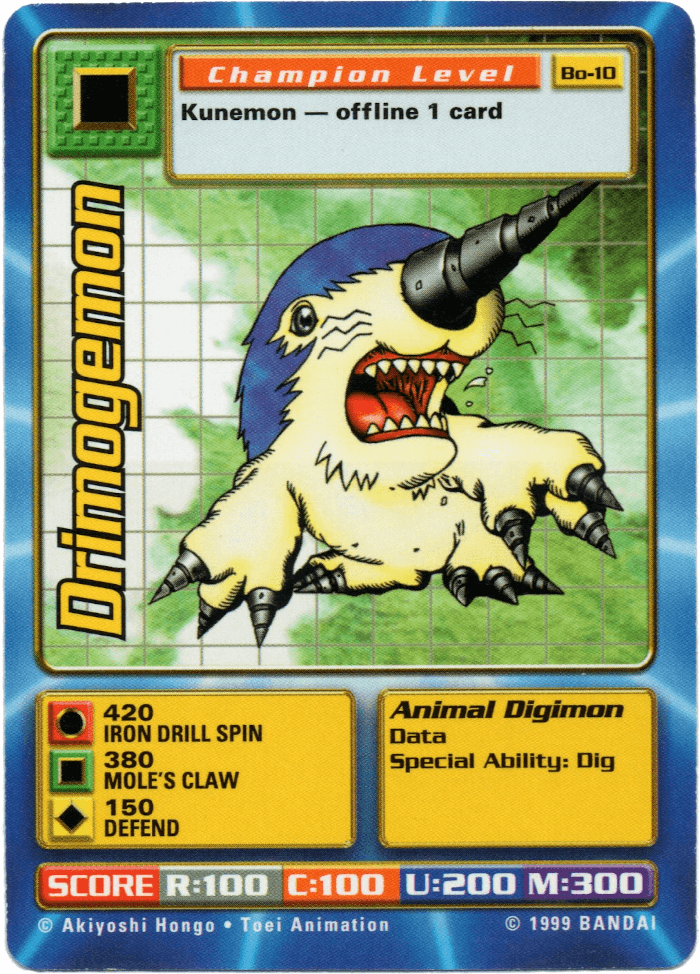 Champion Level
Bo-10
Kunemon — offline 1 card
Drimogemon
420
IRON DRILL SPIN
380
MOLE'S CLAW
150
DEFEND
Animal Digimon
Data
Special Ability: Dig
SCORE R:100 C:100 U:200 M:300
© Akiyoshi Hongo • Toei Animation
© 1999 BANDAI